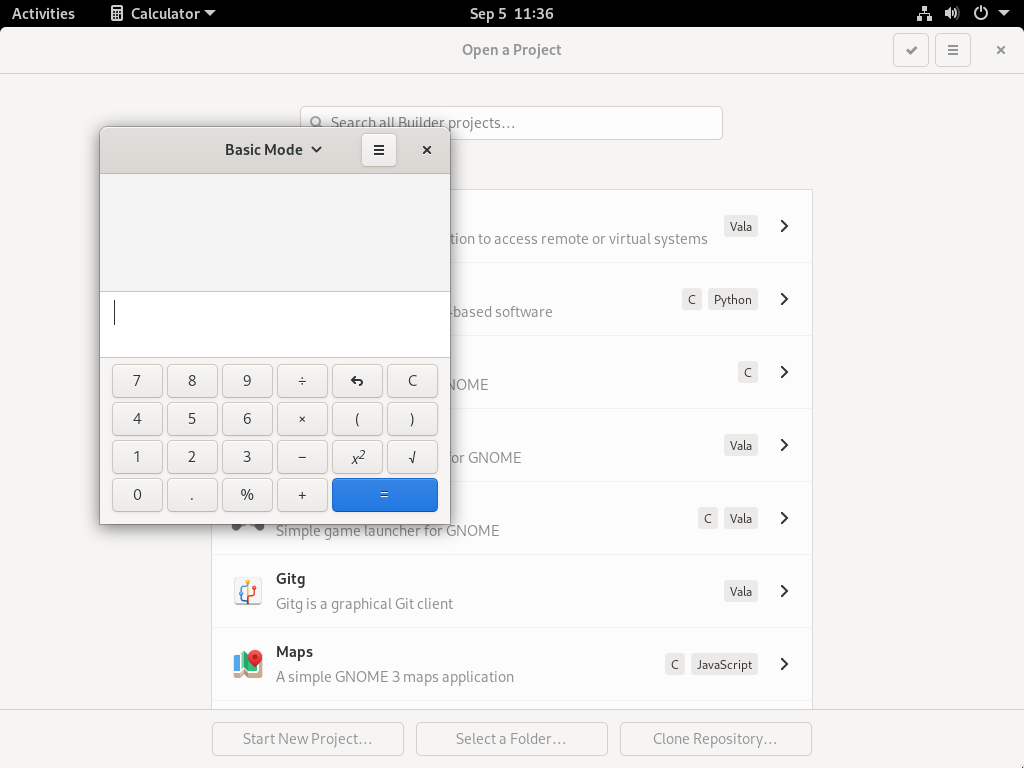 Activities
Calculator
Sep 5 11:36
Open a Project
Search all Builder projects…
Basic Mode
7 8 9 ÷ C
4 5 6 × ( )
1 2 3 − x² √
0 . % + =
tion to access remote or virtual systems
Vala
-based software
C Python
NOME
C
for GNOME
Vala
Simple game launcher for GNOME
C Vala
Gitg
Gitg is a graphical Git client
Vala
Maps
A simple GNOME 3 maps application
C JavaScript
Start New Project…
Select a Folder…
Clone Repository…